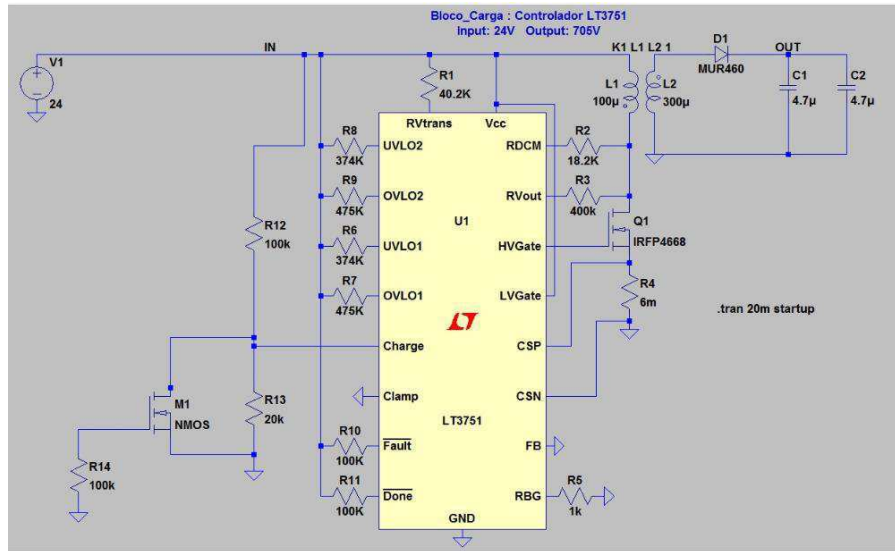 Bloco_Carga : Controlador LT3751
Input: 24V Output: 705V
V1
24
IN
R1
40.2K
K1 L1 L2 1
D1
MUR460
OUT
L1
100µ
L2
300µ
C1
4.7µ
C2
4.7µ
RVtrans
Vcc
R8
374K
UVLO2
RDCM
R2
18.2K
R9
475K
OVLO2
RVout
R3
400k
U1
Q1
IRFP4668
R12
100k
R6
374K
UVLO1
HVGate
R7
475K
OVLO1
LVGate
R4
6m
.tran 20m startup
Charge
CSP
M1
NMOS
R13
20k
Clamp
CSN
LT3751
R10
100K
Fault
FB
R14
100k
R11
100K
Done
RBG
R5
1k
GND